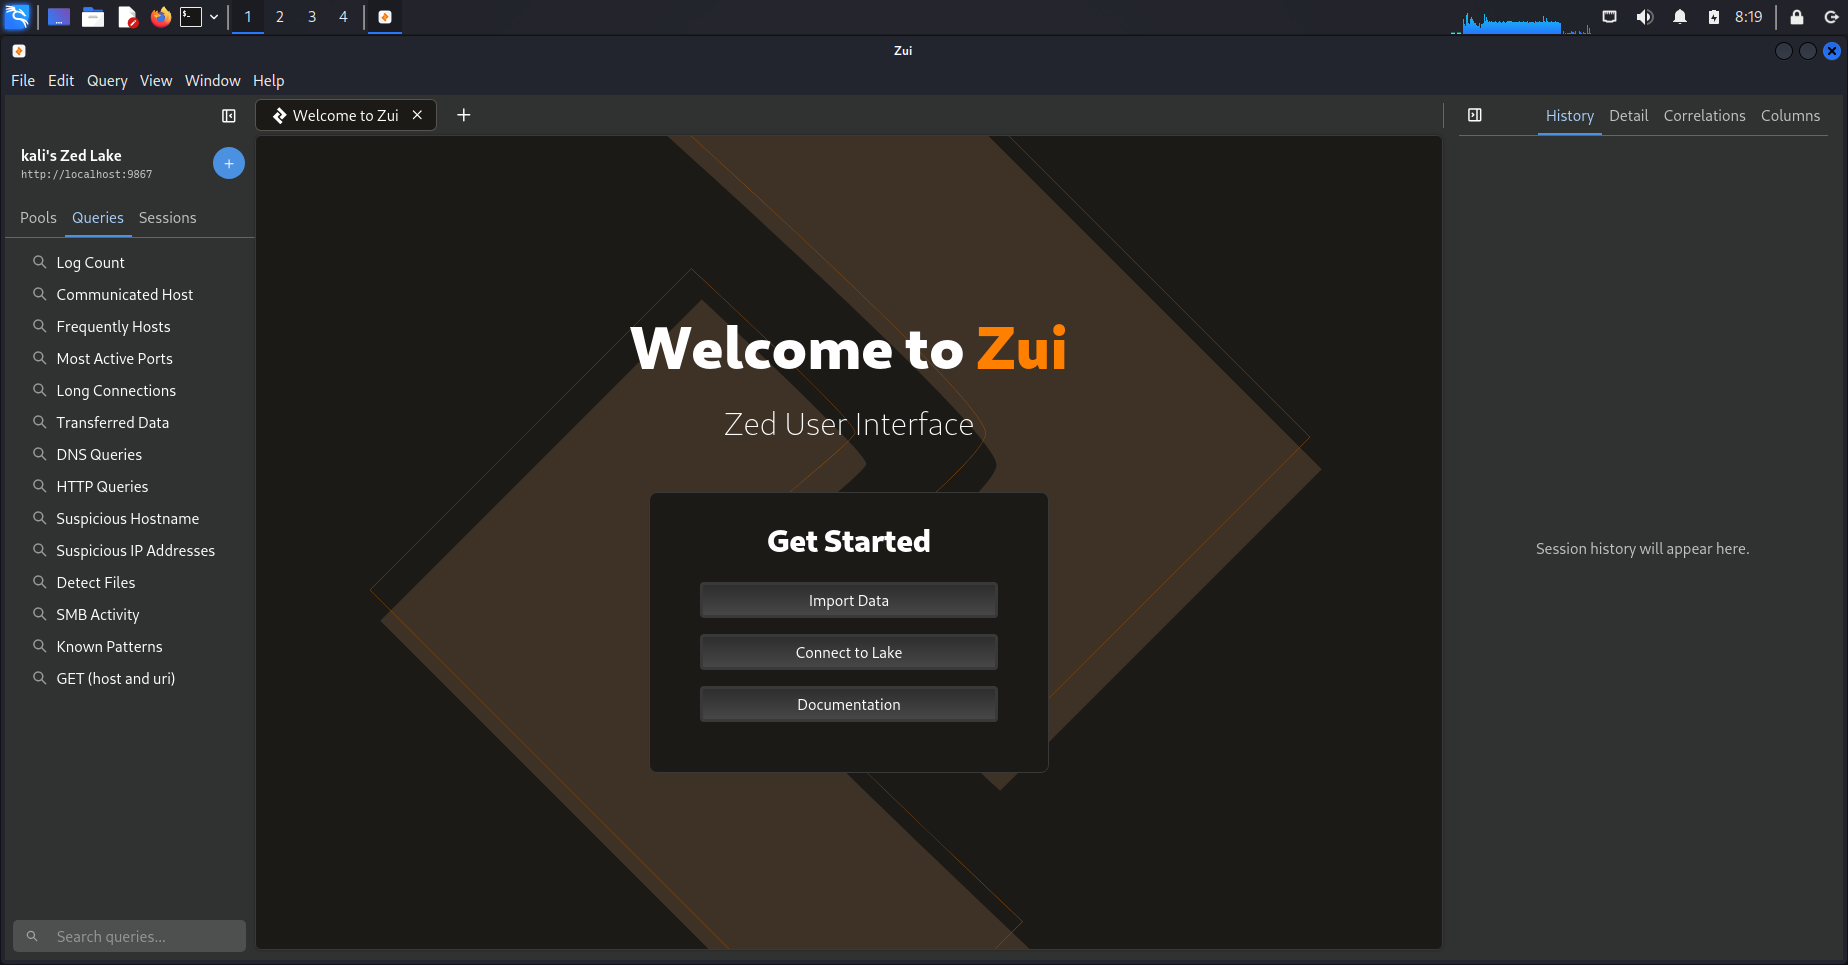 1 2 3 4 8:19
Zui
File Edit Query View Window Help
Welcome to Zui
History Detail Correlations Columns
kali's Zed Lake
http://localhost:9867
Pools Queries Sessions
Log Count
Communicated Host
Frequently Hosts
Most Active Ports
Long Connections
Transferred Data
DNS Queries
HTTP Queries
Suspicious Hostname
Suspicious IP Addresses
Detect Files
SMB Activity
Known Patterns
GET (host and uri)
Search queries...
Welcome to Zui
Zed User Interface
Get Started
Import Data
Connect to Lake
Documentation
Session history will appear here.